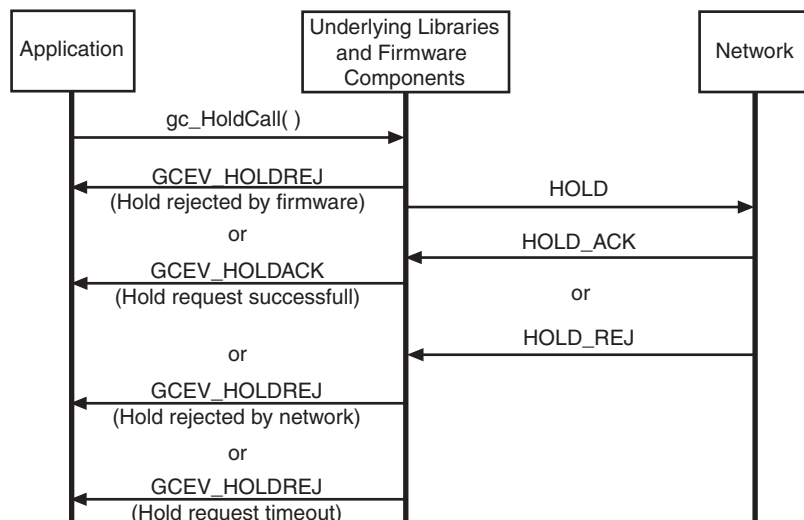 Application
Underlying Libraries
and Firmware
Components
Network
gc_HoldCall( )
GCEV_HOLDREJ
(Hold rejected by firmware)
HOLD
or
HOLD_ACK
GCEV_HOLDACK
(Hold request successfull)
or
HOLD_REJ
or
GCEV_HOLDREJ
(Hold rejected by network)
or
GCEV_HOLDREJ
(Hold request timeout)